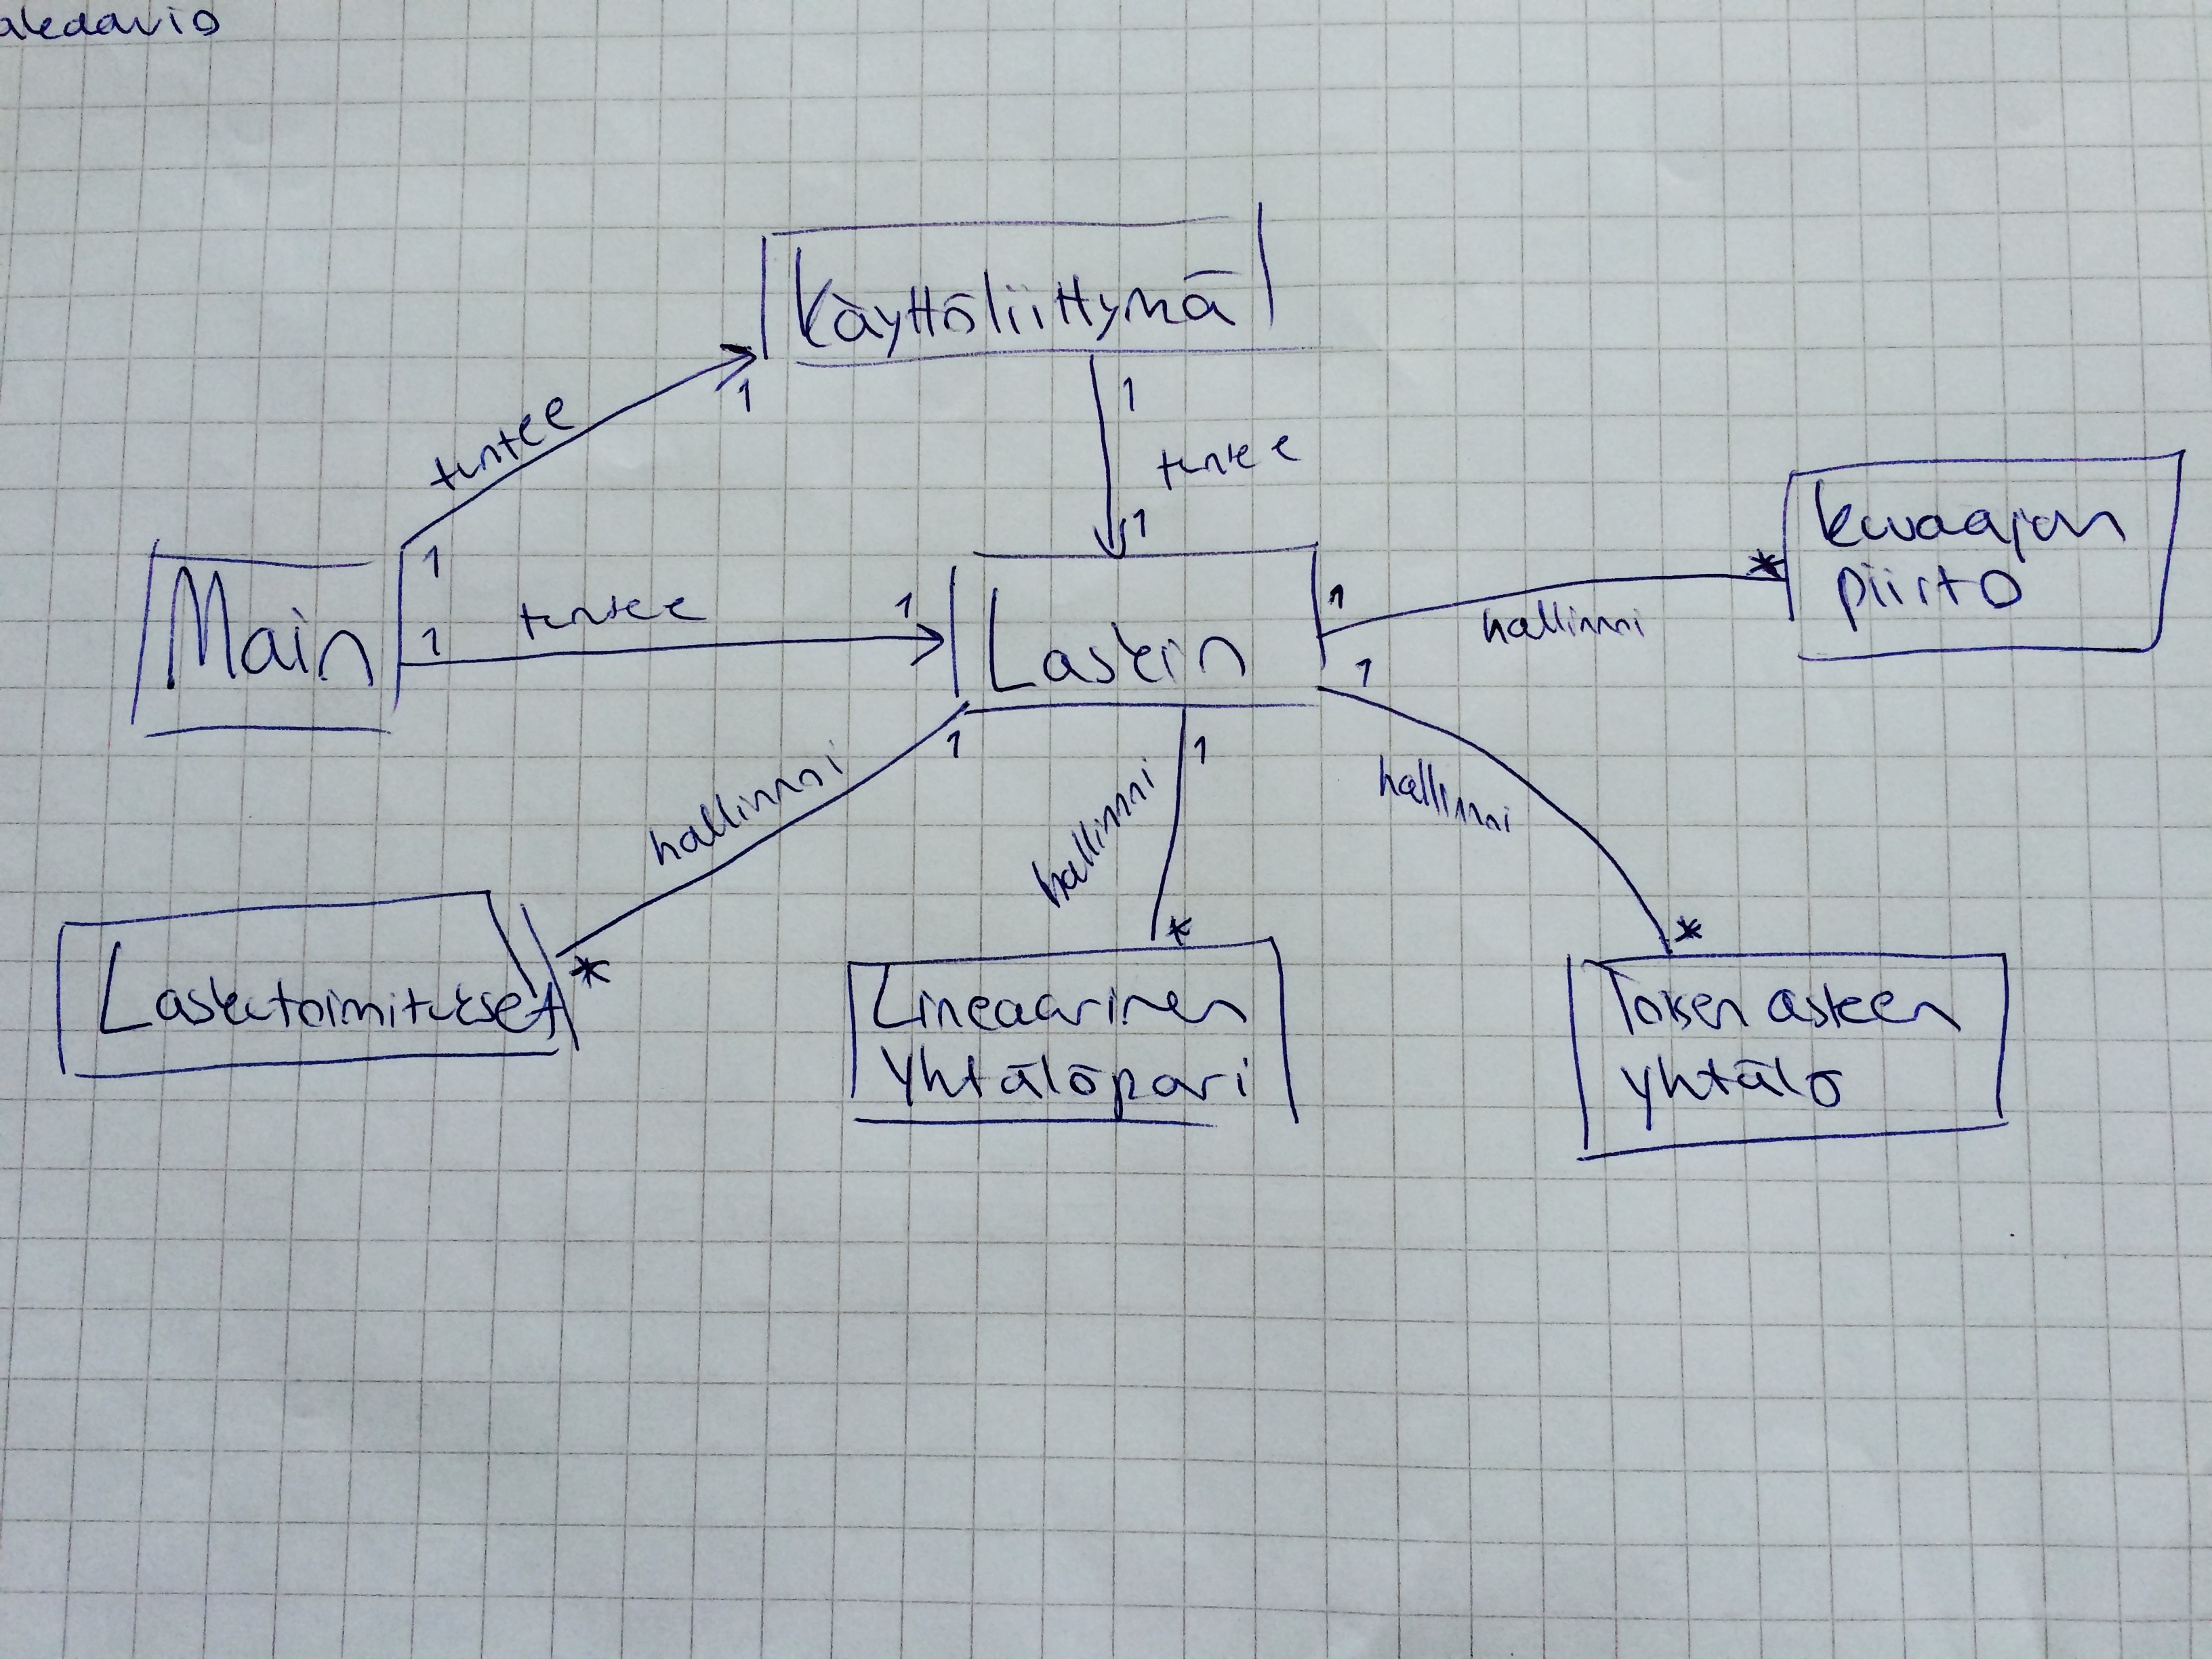 Käyttöliittymä
1
1
tuntee
tuntee
1
kuvaajan
piirto
*
1
1
tuntee
1
1
Main
Laskin
1
hallinnoi
1
1
1
hallinnoi
hallinnoi
hallinnoi
*
*
*
Laskutoimitukset
Lineaarinen
Yhtälöpari
Toisen asteen
yhtälö